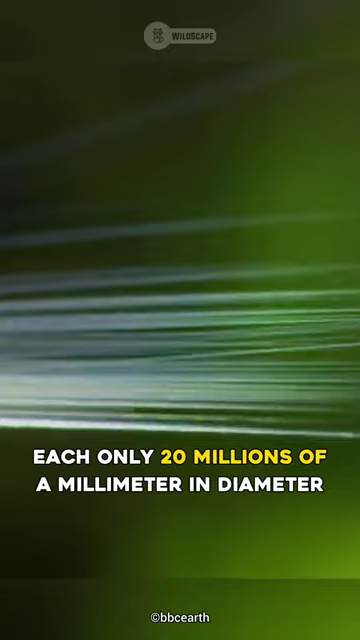 WILDSCAPE
EACH ONLY 20 MILLIONS OF
A MILLIMETER IN DIAMETER
©bbcearth